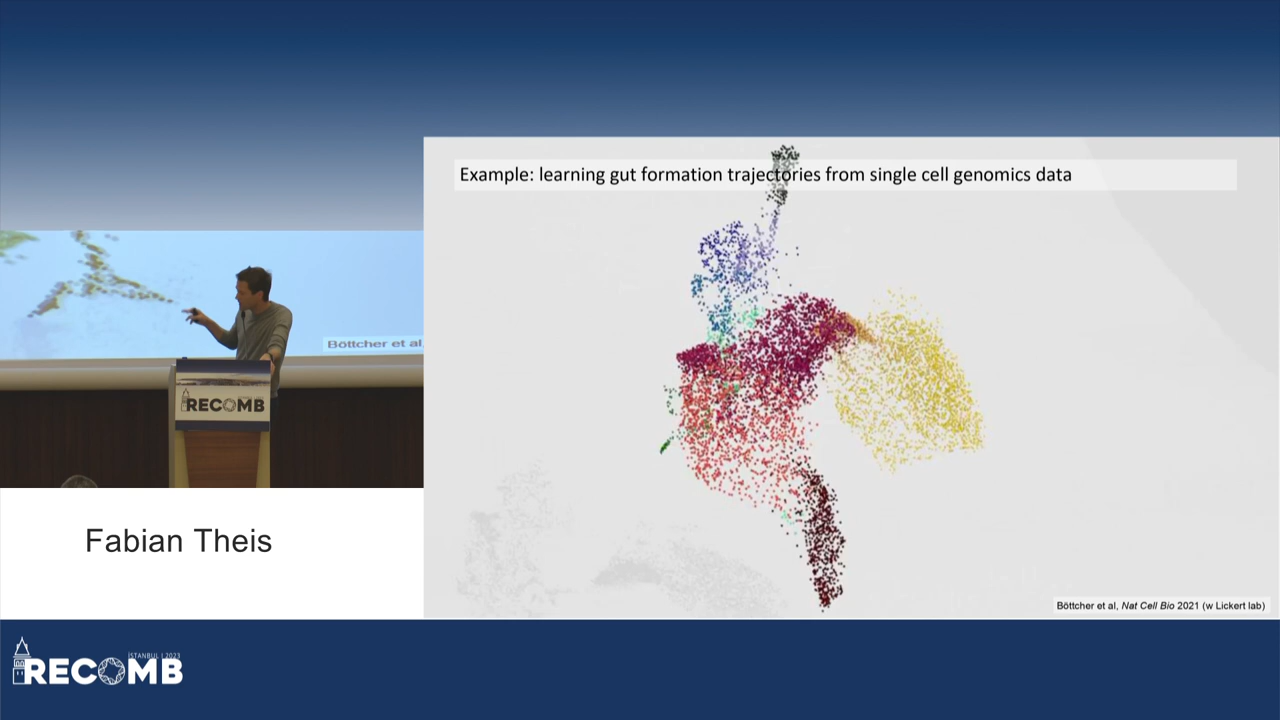 Example: learning gut formation trajectories from single cell genomics data
Böttcher et al,
RECOMB
Fabian Theis
Böttcher et al, Nat Cell Bio 2021 (w Lickert lab)
İSTANBUL | 2023
RECOMB